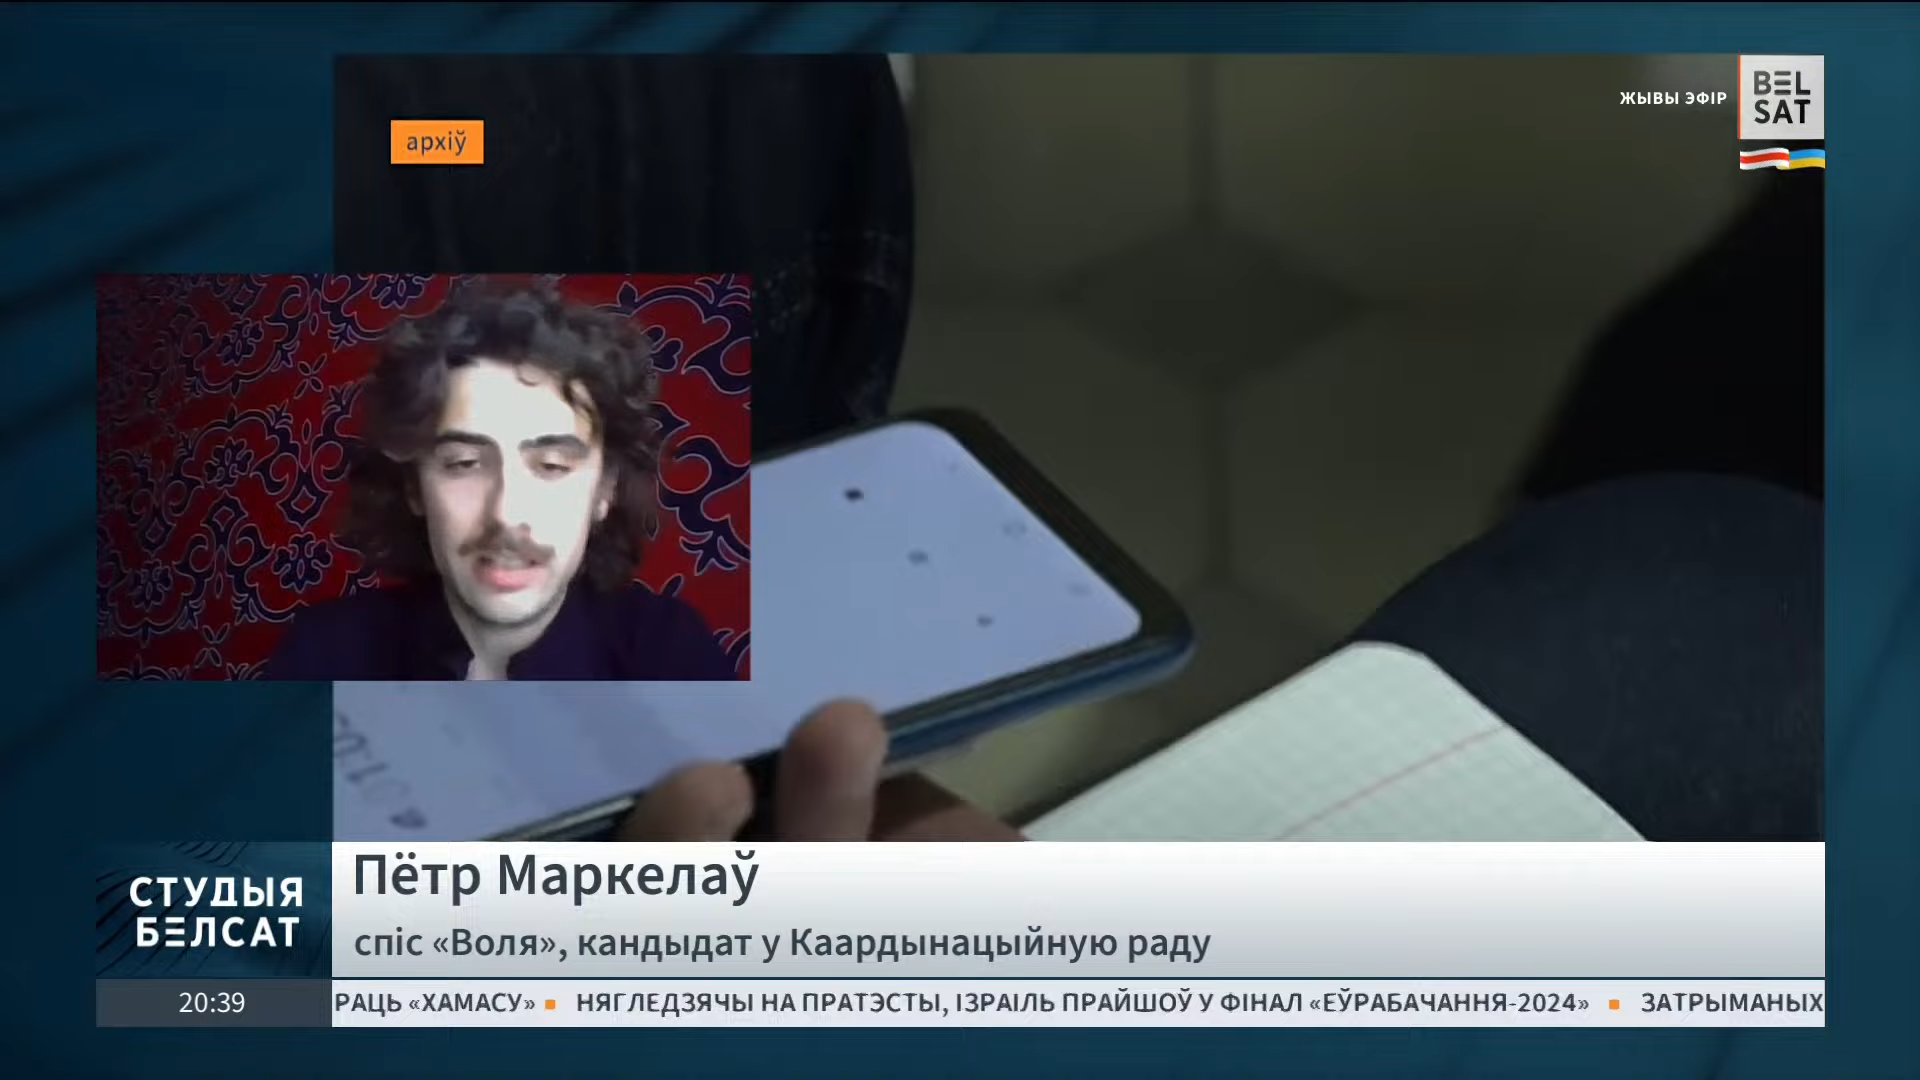 ЖЫВЫ ЭФІР
BEL
SAT
архіў
Пётр Маркелаў
спіс «Воля», кандыдат у Каардынацыйную раду
СТУДЫЯ
БЕЛСАТ
20:39
РАЦЬ «ХАМАСУ» ▪ НЯГЛЕДЗЯЧЫ НА ПРАТЭСТЫ, ІЗРАІЛЬ ПРАЙШОЎ У ФІНАЛ «ЕЎРАБАЧАННЯ-2024» ▪ ЗАТРЫМАНЫХ